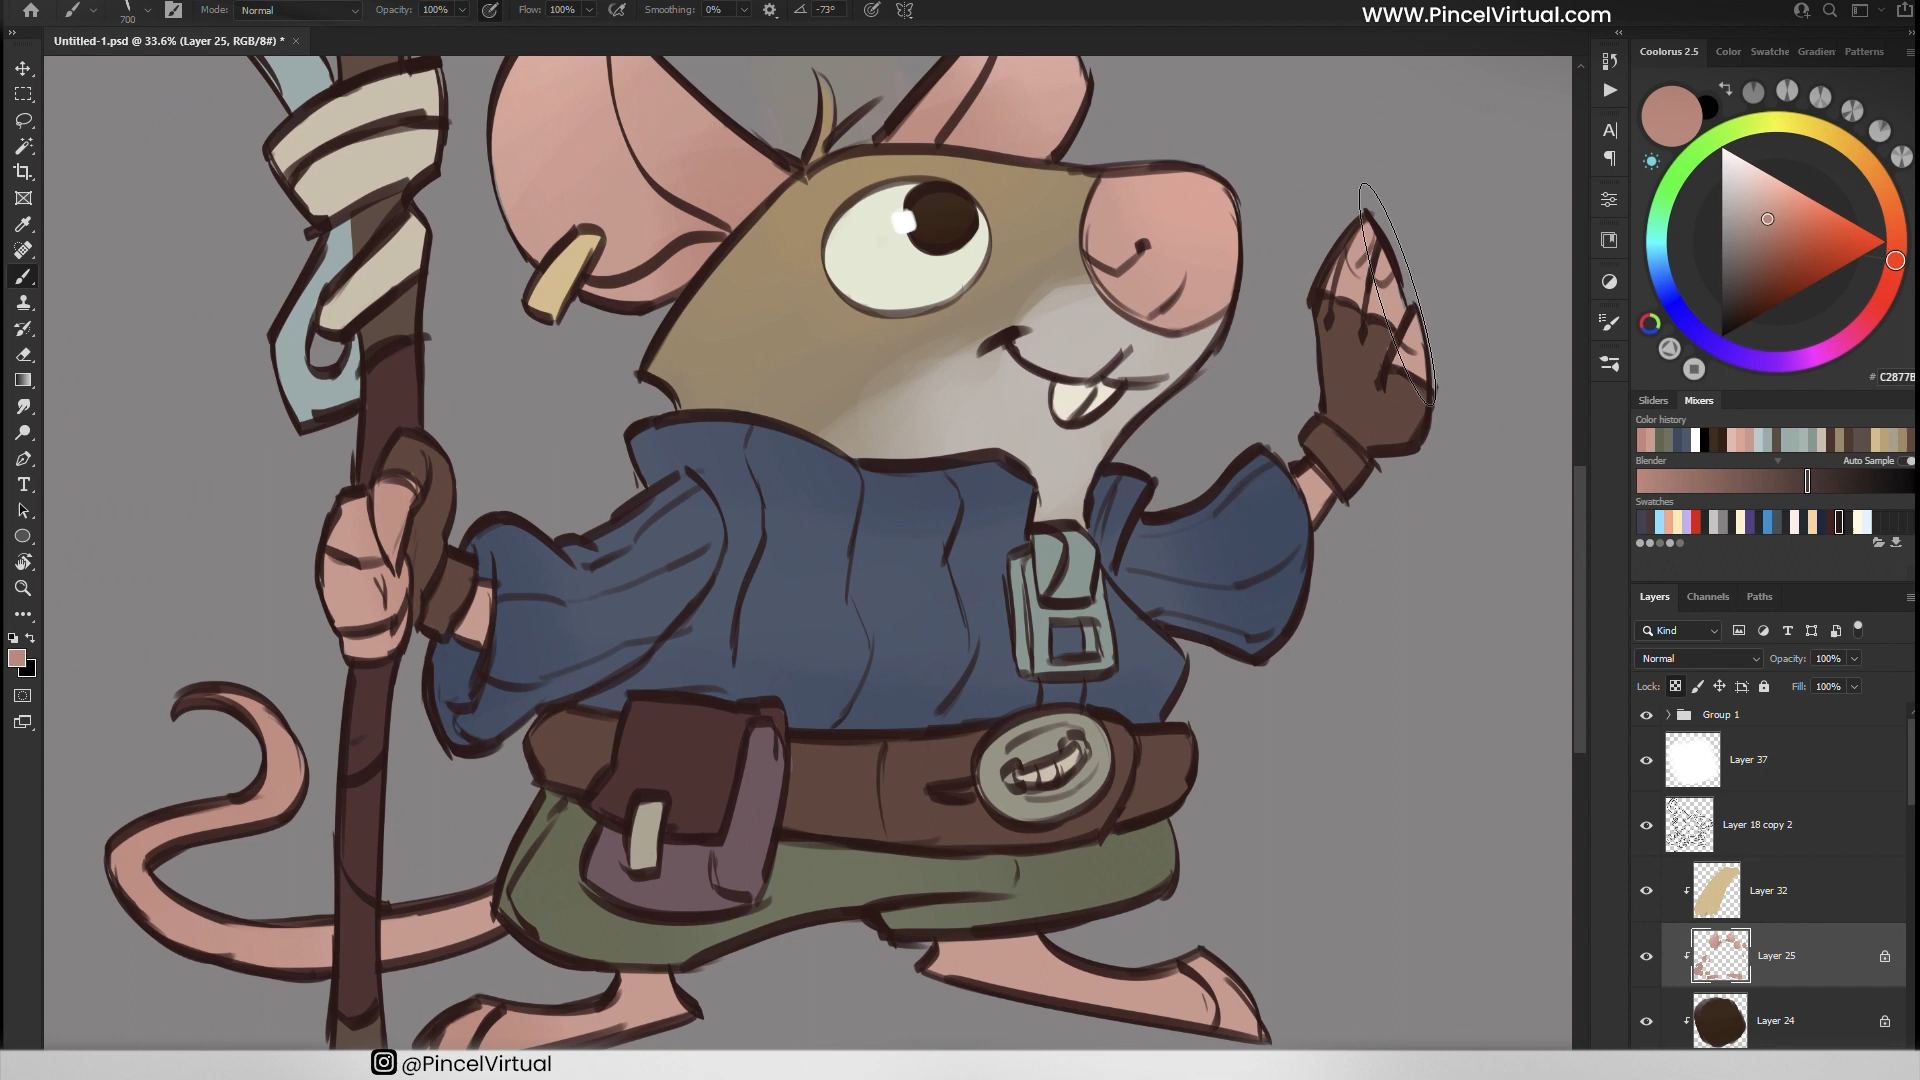 WWW.PincelVirtual.com
700
Mode: Normal
Opacity: 100%
Flow: 100%
Smoothing: 0%
-73°
Untitled-1.psd @ 33.6% (Layer 25, RGB/8#) *
Coolorus 2.5
Color
Swatche
Gradien
Patterns
# C2877B
Sliders
Mixers
Color history
Blender
Auto Sample
Swatches
Layers
Channels
Paths
Kind
Normal
Opacity: 100%
Lock:
Fill: 100%
Group 1
Layer 37
Layer 18 copy 2
Layer 32
Layer 25
Layer 24
@PincelVirtual